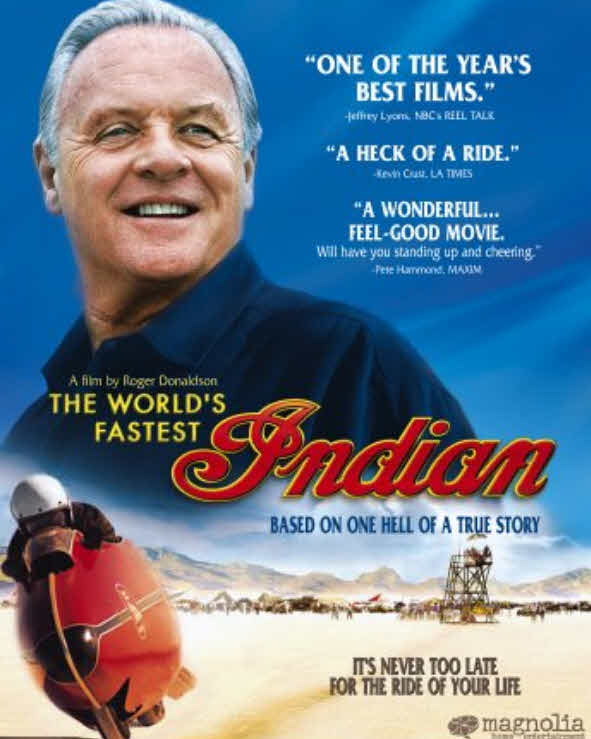 “ONE OF THE YEAR’S
BEST FILMS.”
-Jeffrey Lyons, NBC's REEL TALK
“A HECK OF A RIDE.”
-Kevin Crust, LA TIMES
“A WONDERFUL...
FEEL-GOOD MOVIE.
Will have you standing up and cheering.”
-Pete Hammond, MAXIM
A film by Roger Donaldson
THE WORLD'S
FASTEST
Indian
BASED ON ONE HELL OF A TRUE STORY
IT'S NEVER TOO LATE
FOR THE RIDE OF YOUR LIFE
magnolia
home entertainment